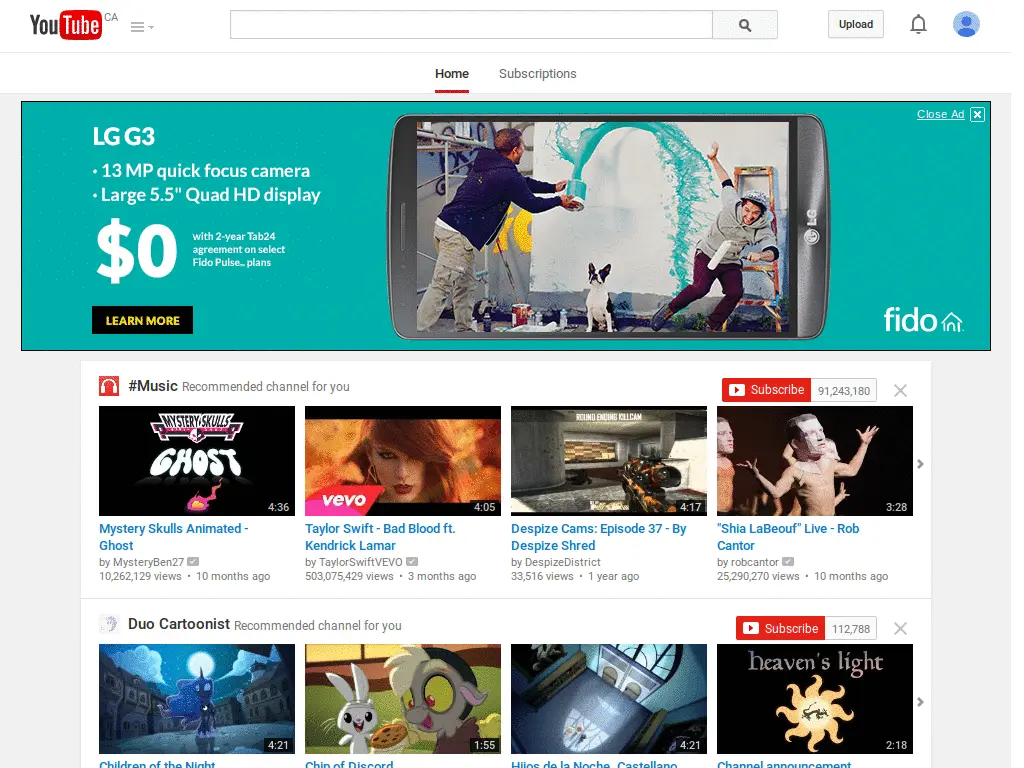 YouTube CA
Upload
Home Subscriptions
Close Ad
LG G3
· 13 MP quick focus camera
· Large 5.5" Quad HD display
$0
with 2-year Tab24
agreement on select
Fido Pulse™ plans
LEARN MORE
LG
fido
#Music Recommended channel for you
Subscribe 91,243,180
MYSTERY SKULLS
GHOST
4:36
vevo
4:05
ROUND ENDING KILLCAM
4:17
3:28
Mystery Skulls Animated -
Ghost
by MysteryBen27
10,262,129 views • 10 months ago
Taylor Swift - Bad Blood ft.
Kendrick Lamar
by TaylorSwiftVEVO
503,075,429 views • 3 months ago
Despize Cams: Episode 37 - By
Despize Shred
by DespizeDistrict
33,516 views • 1 year ago
"Shia LaBeouf" Live - Rob
Cantor
by robcantor
25,290,270 views • 10 months ago
Duo Cartoonist Recommended channel for you
Subscribe 112,788
4:21
1:55
4:21
heaven's light
2:18
Children of the Night
Chip of Discord
Hijos de la Noche, Castellano
Channel announcement